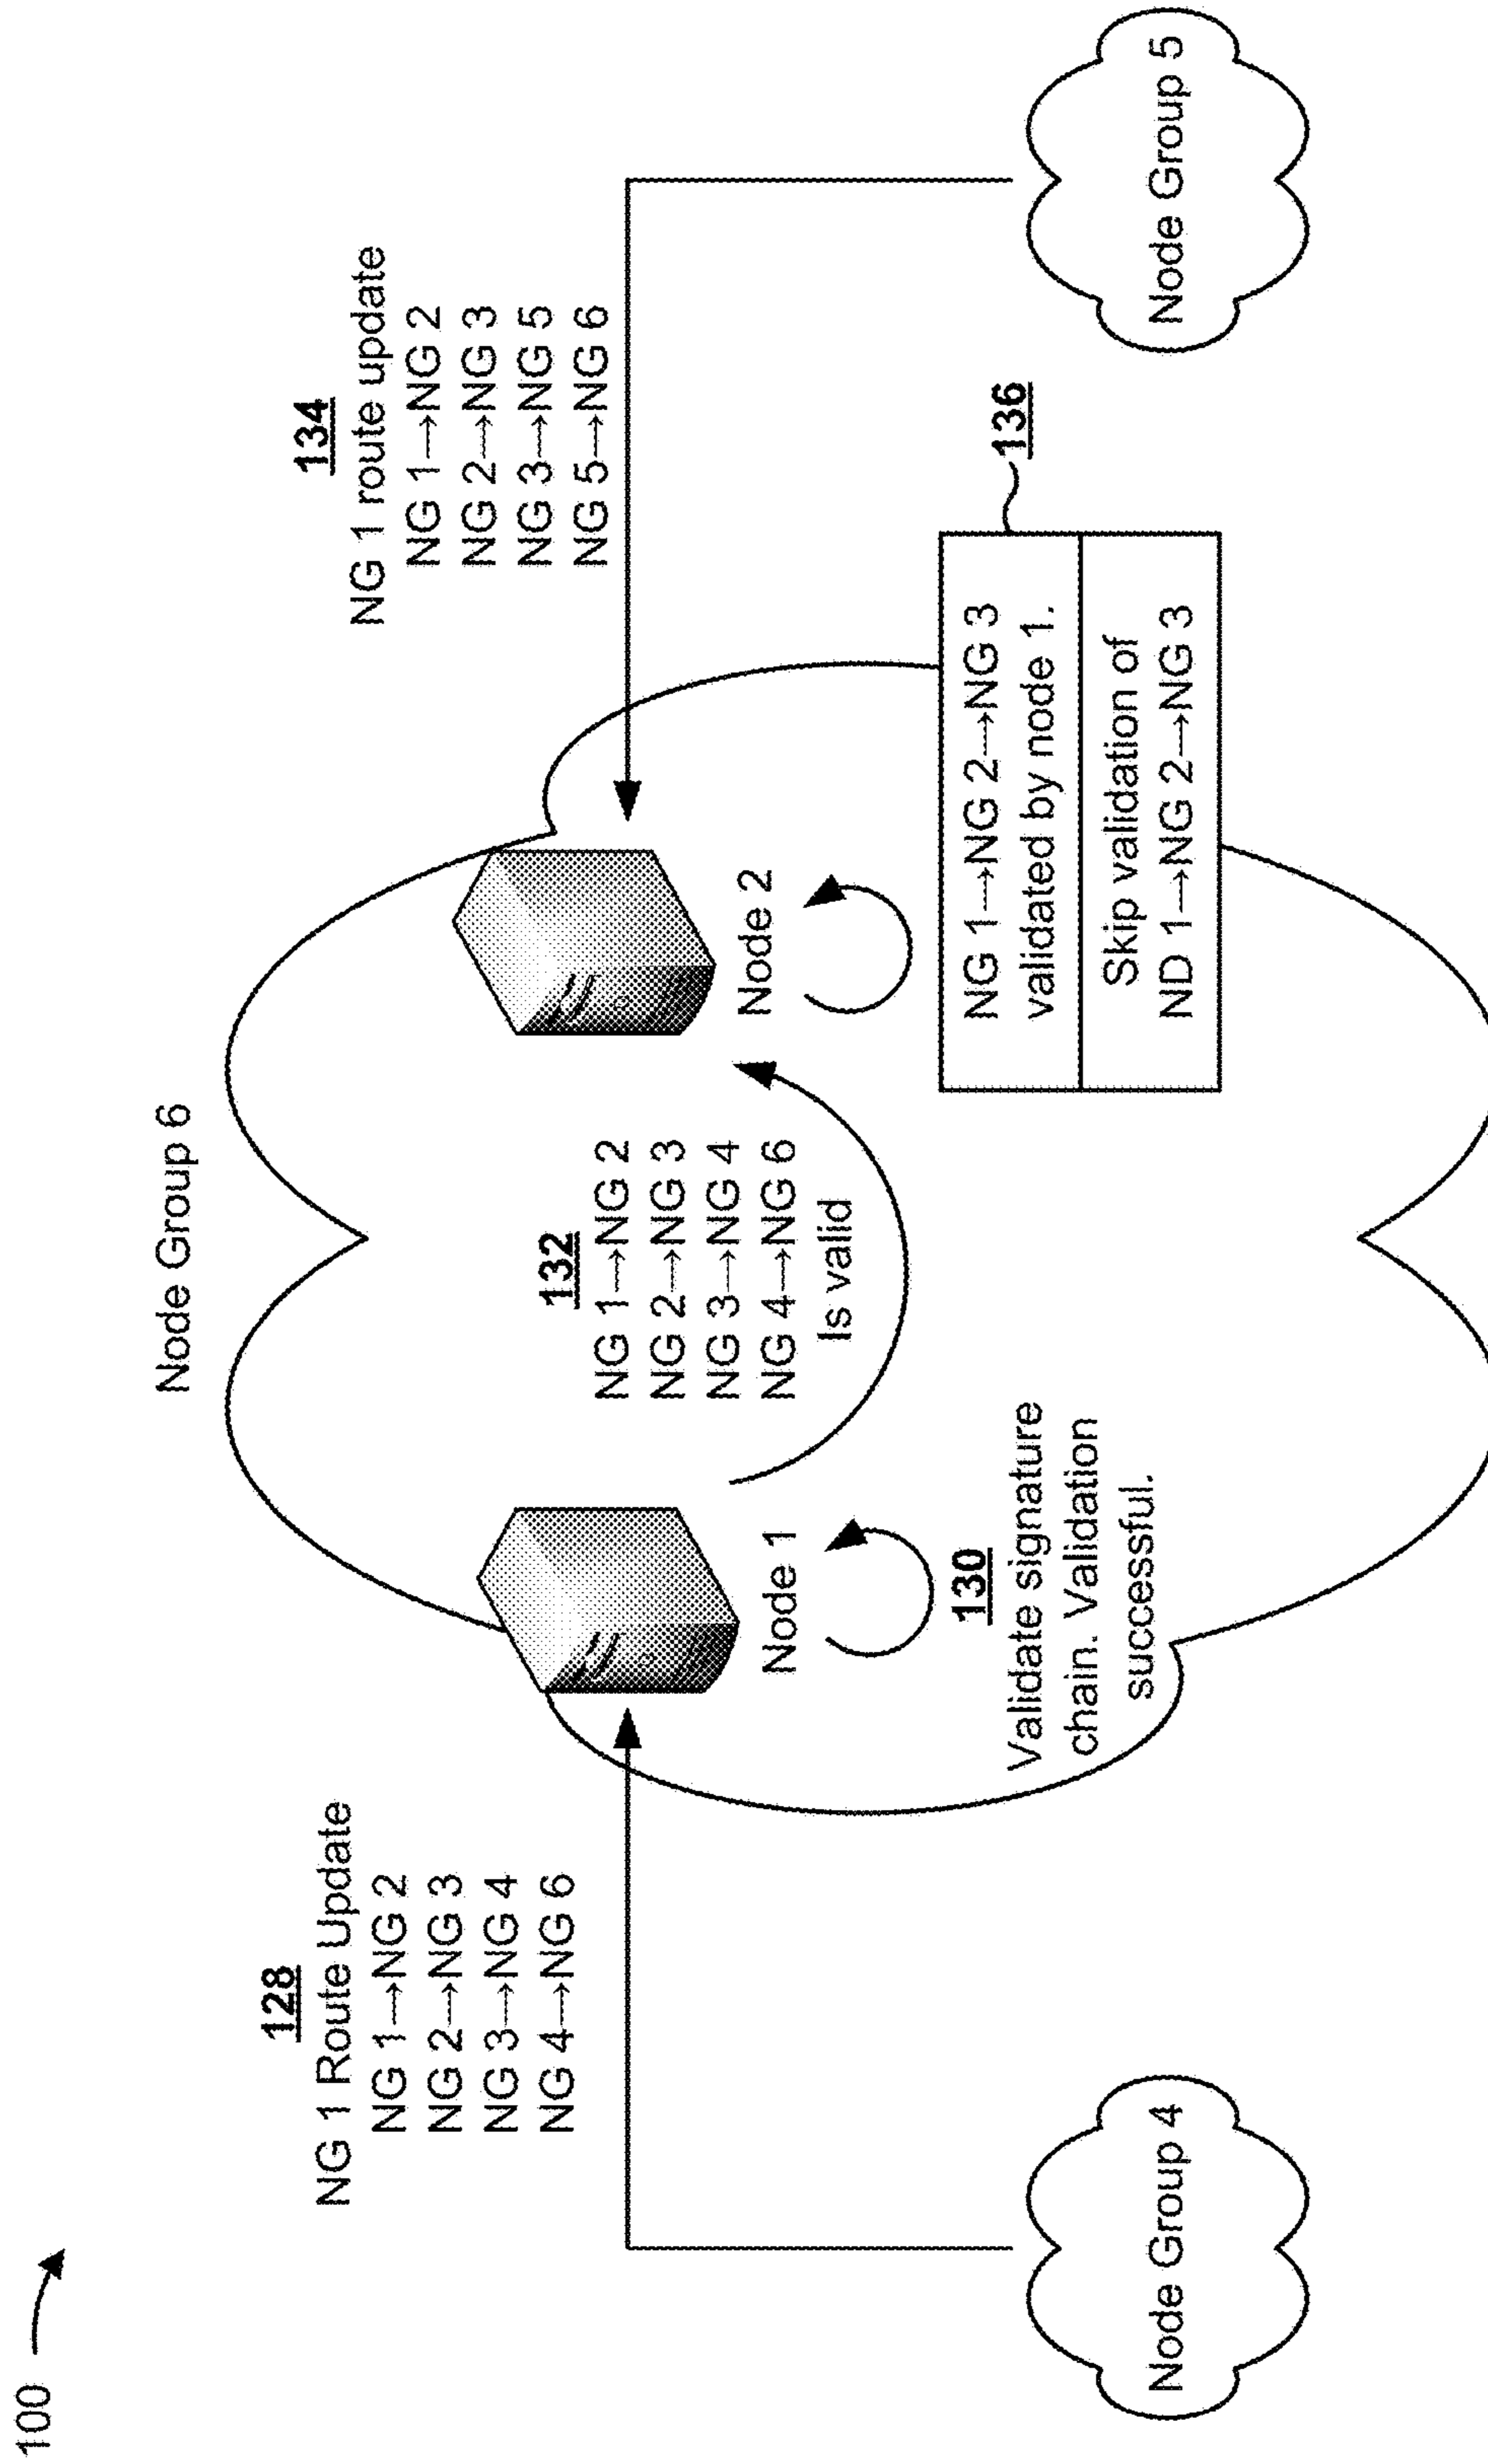 100
Node Group 6
128
NG 1 Route Update
NG 1→NG 2
NG 2→NG 3
NG 3→NG 4
NG 4→NG 6
134
NG 1 route update
NG 1→NG 2
NG 2→NG 3
NG 3→NG 5
NG 5→NG 6
132
NG 1→NG 2
NG 2→NG 3
NG 3→NG 4
NG 4→NG 6
Is valid
Node 1
Node 2
130
Validate signature
chain. Validation
successful.
136
NG 1→NG 2→NG 3
validated by node 1.
Skip validation of
ND 1→NG 2→NG 3
Node Group 4
Node Group 5